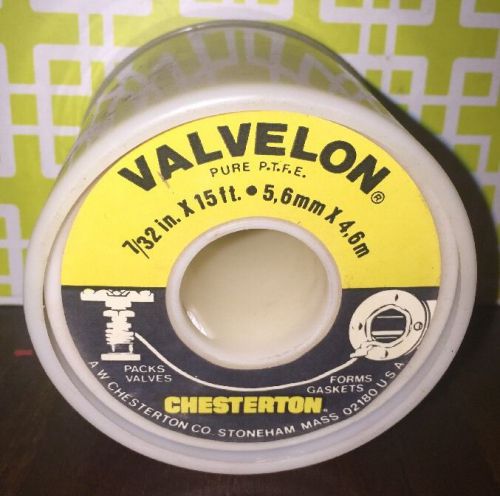 VALVELON®
PURE P.T.F.E.
7/32 in. X 15 ft. • 5,6mm X 4,6m
PACKS
VALVES
FORMS
GASKETS
CHESTERTON™
A.W. CHESTERTON CO. STONEHAM MASS 02180 U.S.A.